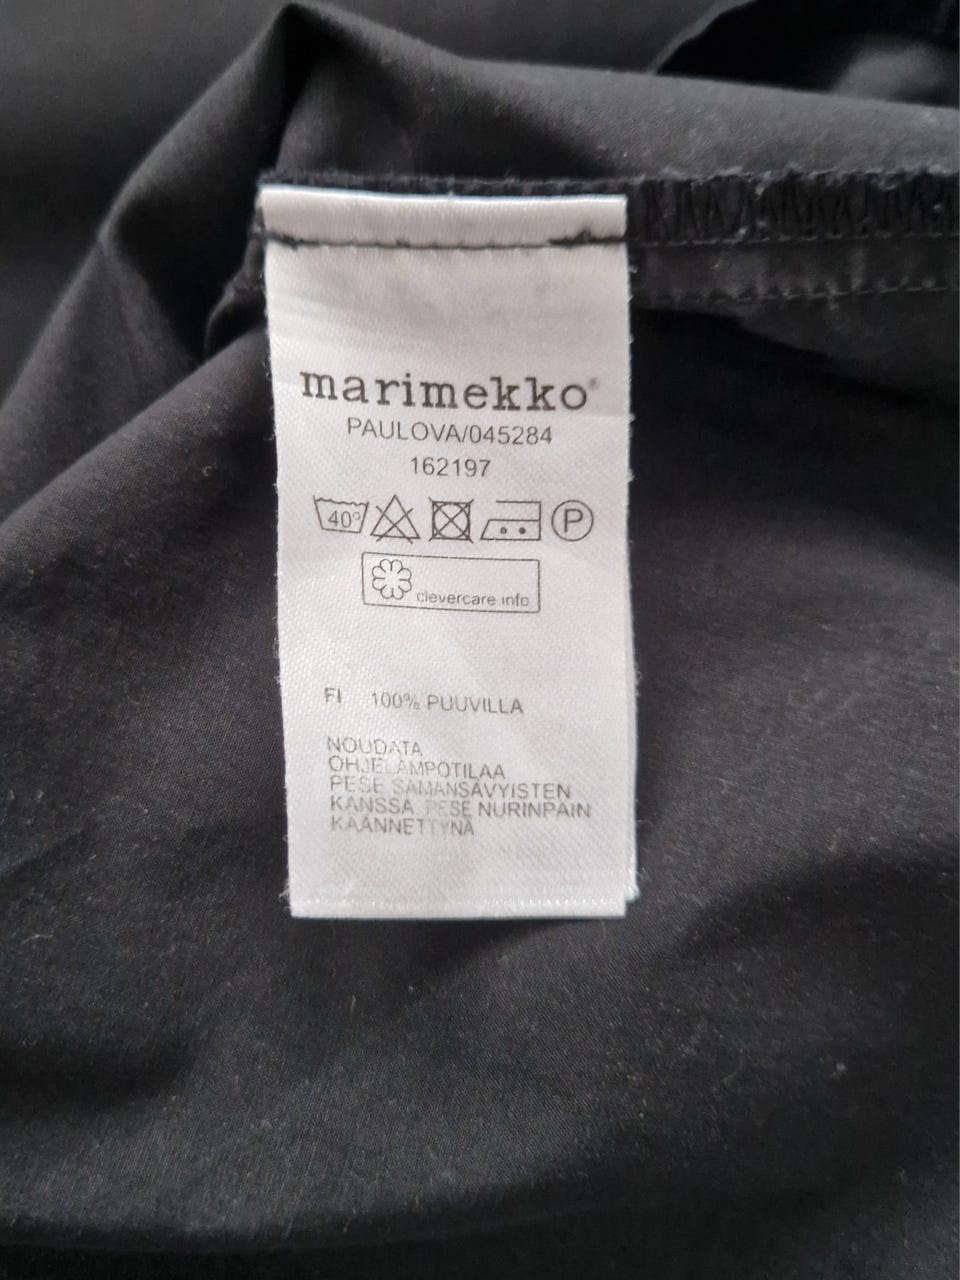 marimekko®
PAULOVA/045284
162197
40°
P
clevercare info
FI 100% PUUVILLA
NOUDATA
OHJELÄMPÖTILAA
PESE SAMANSÄVYISTEN
KANSSA. PESE NURINPÄIN
KÄÄNNETTYNÄ